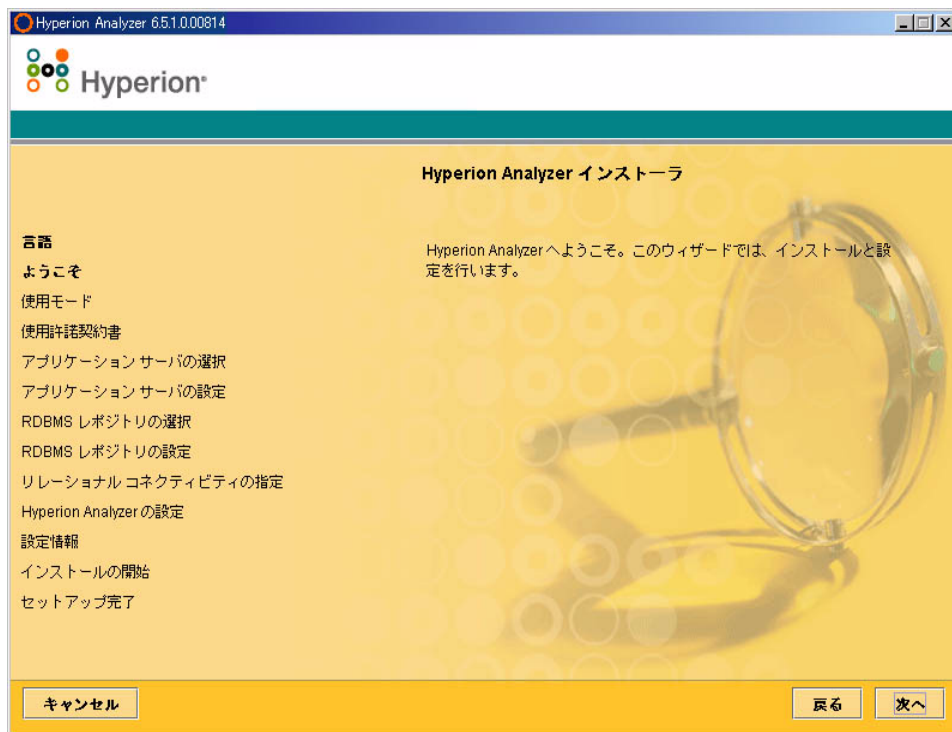 Hyperion Analyzer 6.5.1.0.00814
Hyperion
Hyperion Analyzer インストーラ
言語
ようこそ
使用モード
使用許諾契約書
アプリケーション サーバの選択
アプリケーション サーバの設定
RDBMS レポジトリの選択
RDBMS レポジトリの設定
リレーショナル コネクティビティの指定
Hyperion Analyzer の設定
設定情報
インストールの開始
セットアップ完了
Hyperion Analyzer へようこそ。このウィザードでは、インストールと設
定を行います。
キャンセル
戻る
次へ